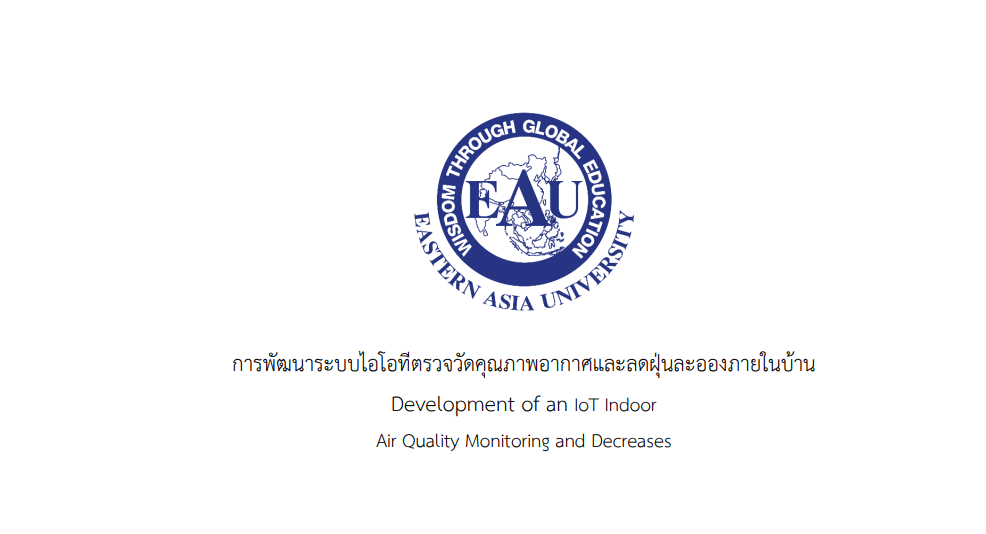 WISDOM THROUGH GLOBAL EDUCATION
EAU
EASTERN ASIA UNIVERSITY
การพัฒนาระบบไอโอทีตรวจวัดคุณภาพอากาศและลดฝุ่นละอองภายในบ้าน
Development of an IoT Indoor
Air Quality Monitoring and Decreases